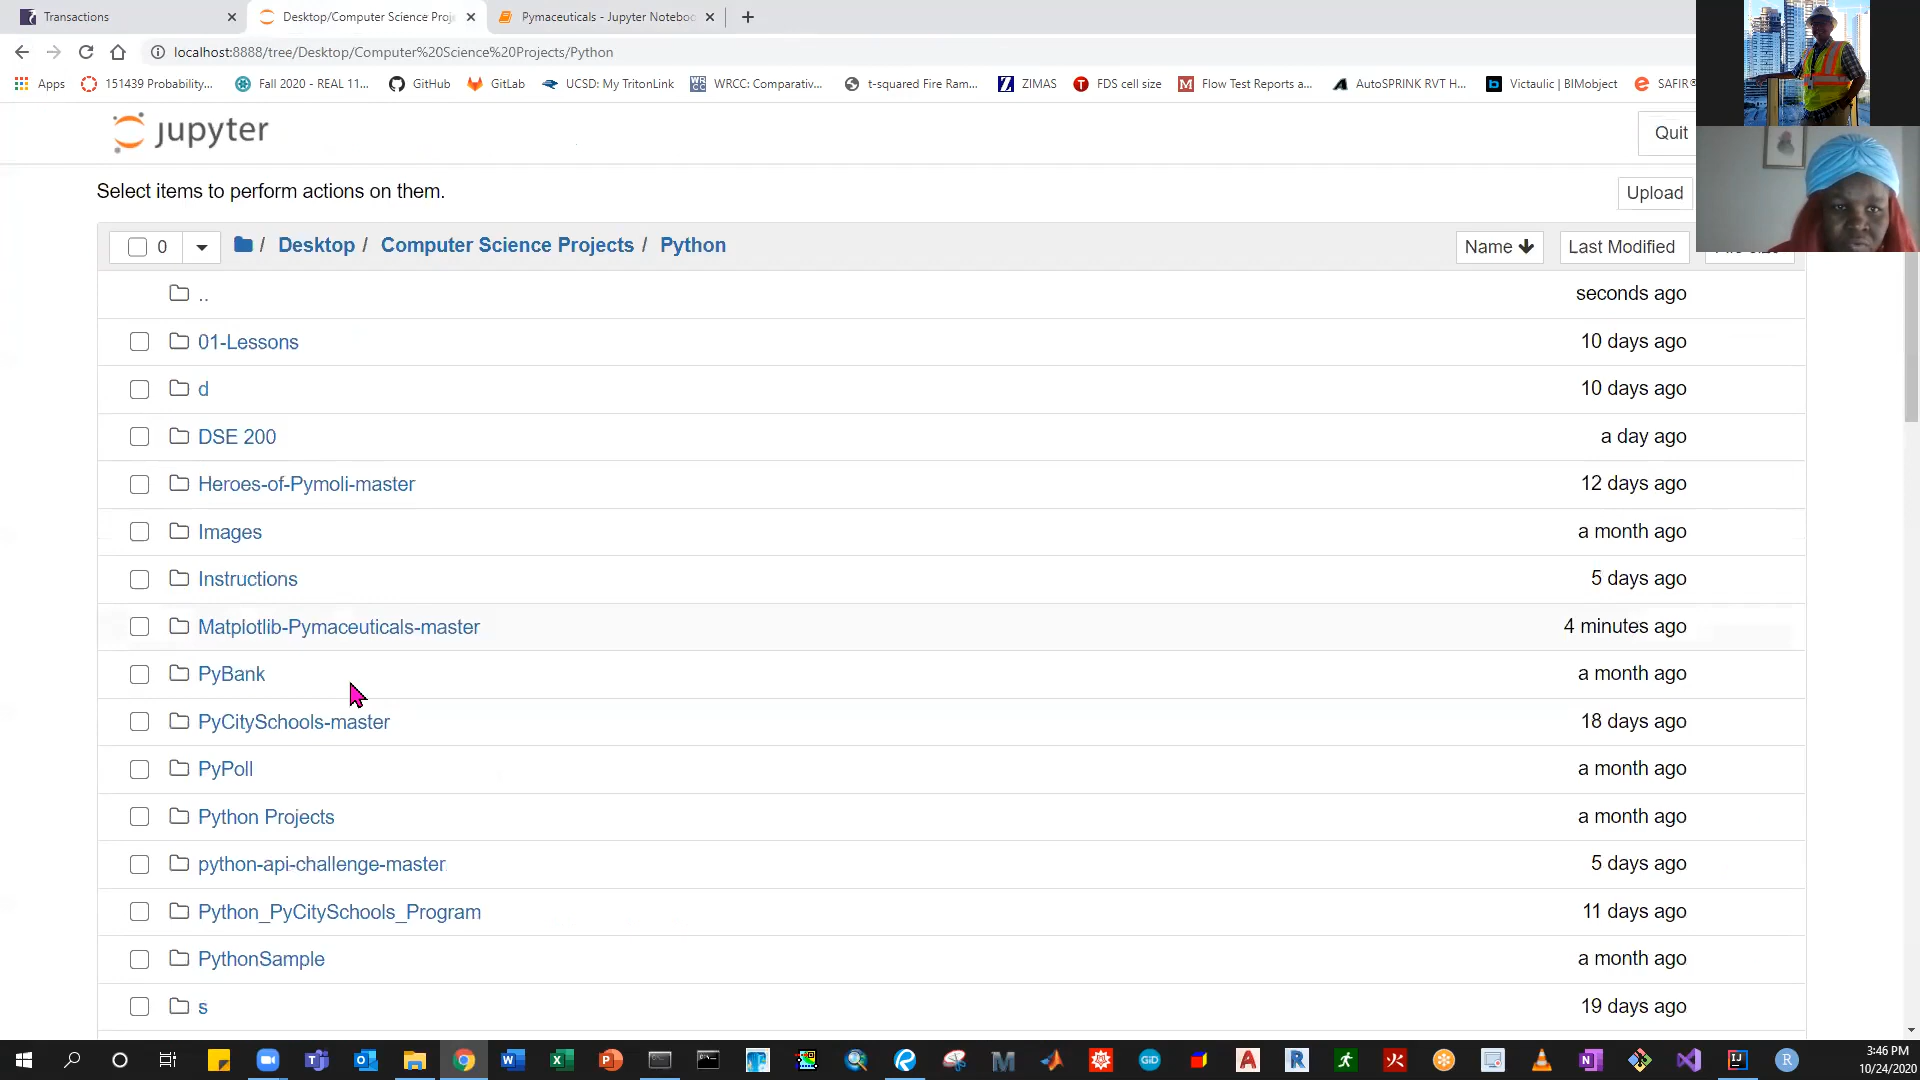 Transactions
Desktop/Computer Science Proj
Pymaceuticals - Jupyter Notebo
localhost:8888/tree/Desktop/Computer%20Science%20Projects/Python
Apps
151439 Probability...
Fall 2020 - REAL 11...
GitHub
GitLab
UCSD: My TritonLink
WRCC: Comparativ...
t-squared Fire Ram...
ZIMAS
FDS cell size
Flow Test Reports a...
AutoSPRINK RVT H...
Victaulic | BIMobject
SAFIR®
jupyter
Quit
Select items to perform actions on them.
Upload
0 / Desktop / Computer Science Projects / Python
Name
Last Modified
.. seconds ago
01-Lessons 10 days ago
d 10 days ago
DSE 200 a day ago
Heroes-of-Pymoli-master 12 days ago
Images a month ago
Instructions 5 days ago
Matplotlib-Pymaceuticals-master 4 minutes ago
PyBank a month ago
PyCitySchools-master 18 days ago
PyPoll a month ago
Python Projects a month ago
python-api-challenge-master 5 days ago
Python_PyCitySchools_Program 11 days ago
PythonSample a month ago
s 19 days ago
3:46 PM
10/24/2020